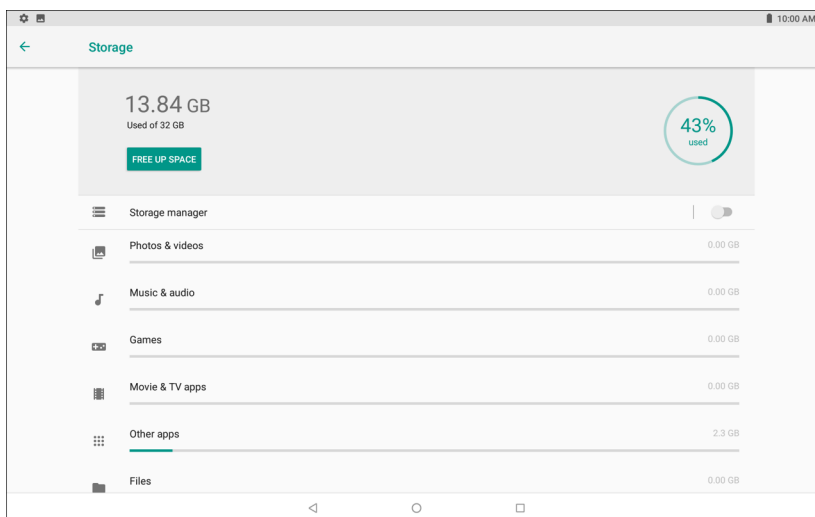 10:00 AM
Storage
13.84 GB
Used of 32 GB
43%
used
FREE UP SPACE
Storage manager
Photos & videos 0.00 GB
Music & audio 0.00 GB
Games 0.00 GB
Movie & TV apps 0.00 GB
Other apps 2.3 GB
Files 0.00 GB